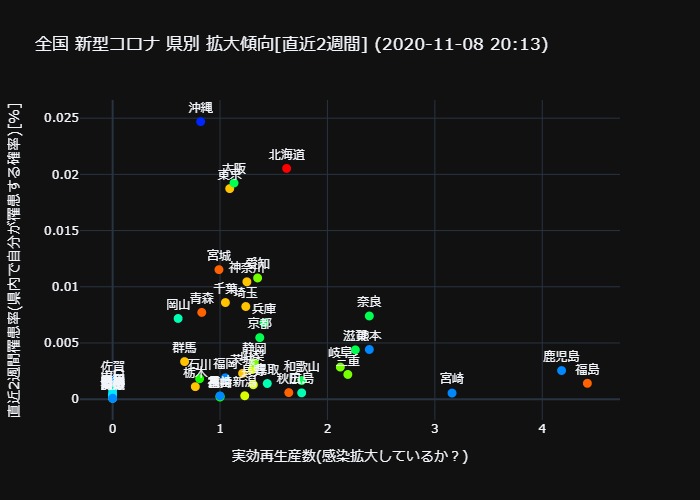 全国 新型コロナ 県別 拡大傾向[直近2週間] (2020-11-08 20:13)
沖縄
0.025
北海道
大阪
東京
0.02
0.015
宮城
愛知
神奈川
0.01
千葉
埼玉
青森
岡山
兵庫
奈良
京都
0.005
滋賀
熊本
群馬
静岡
岐阜
三重
鹿児島
石川
福岡
栃木
鳥取
和歌山
福島
佐賀
新潟
秋田
広島
宮崎
0
0
1
2
3
4
直近2週間罹患率(県内で自分が罹患する確率)[%]
実効再生産数(感染拡大しているか？)